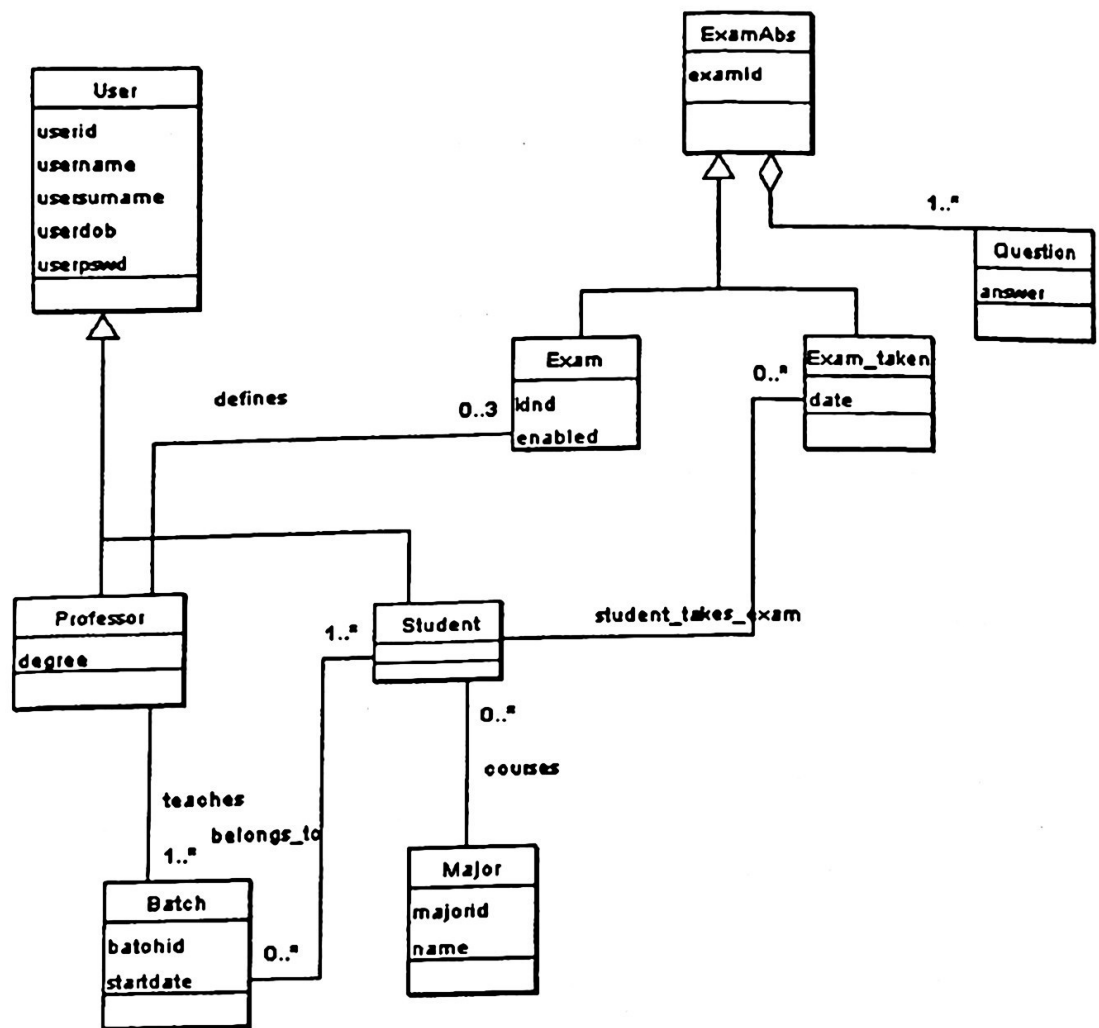 ExamAbs
examId
User
userid
username
usersurname
userdob
userpswd
1..*
Question
answer
Exam
kind
enabled
Exam_taken
date
0..*
defines
0..3
Professor
degree
1..*
Student
student_takes_exam
0..*
courses
teaches
belongs_to
1..*
Batch
batchid
startdate
0..*
Major
majorid
name